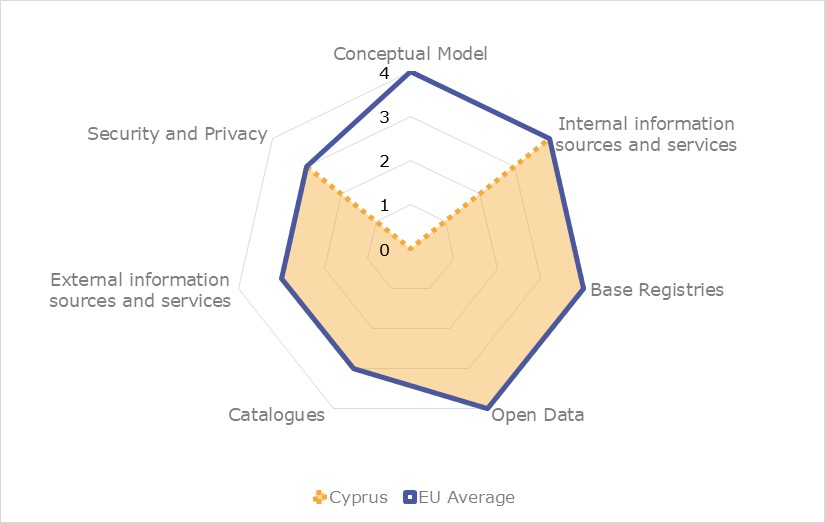 Conceptual Model
4
3
2
1
0
Security and Privacy
Internal information
sources and services
External information
sources and services
Base Registries
Catalogues
Open Data
Cyprus
EU Average